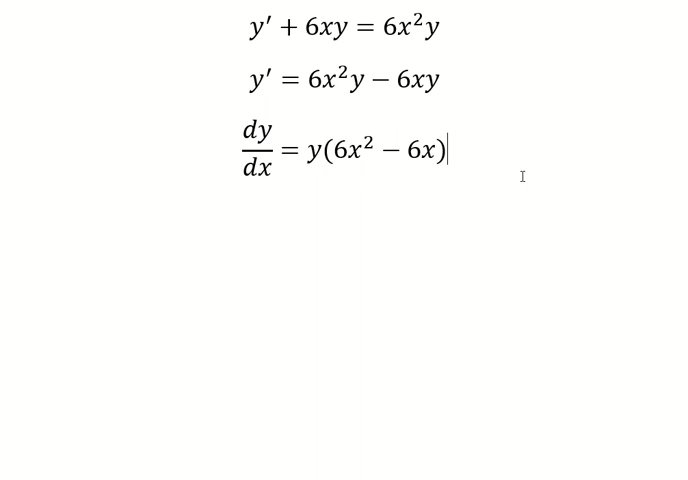 y′ + 6xy = 6x²y
y′ = 6x²y − 6xy
dy/dx = y(6x² − 6x)